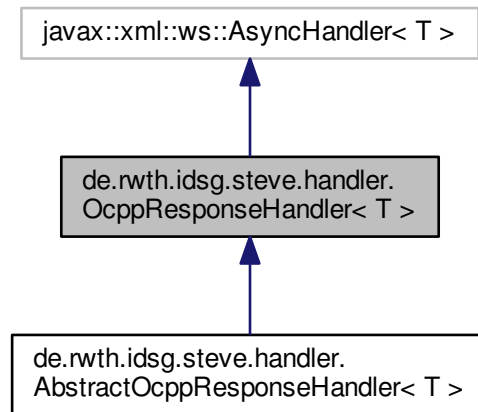 javax::xml::ws::AsyncHandler< T >
de.rwth.idsg.steve.handler.
OcppResponseHandler< T >
de.rwth.idsg.steve.handler.
AbstractOcppResponseHandler< T >